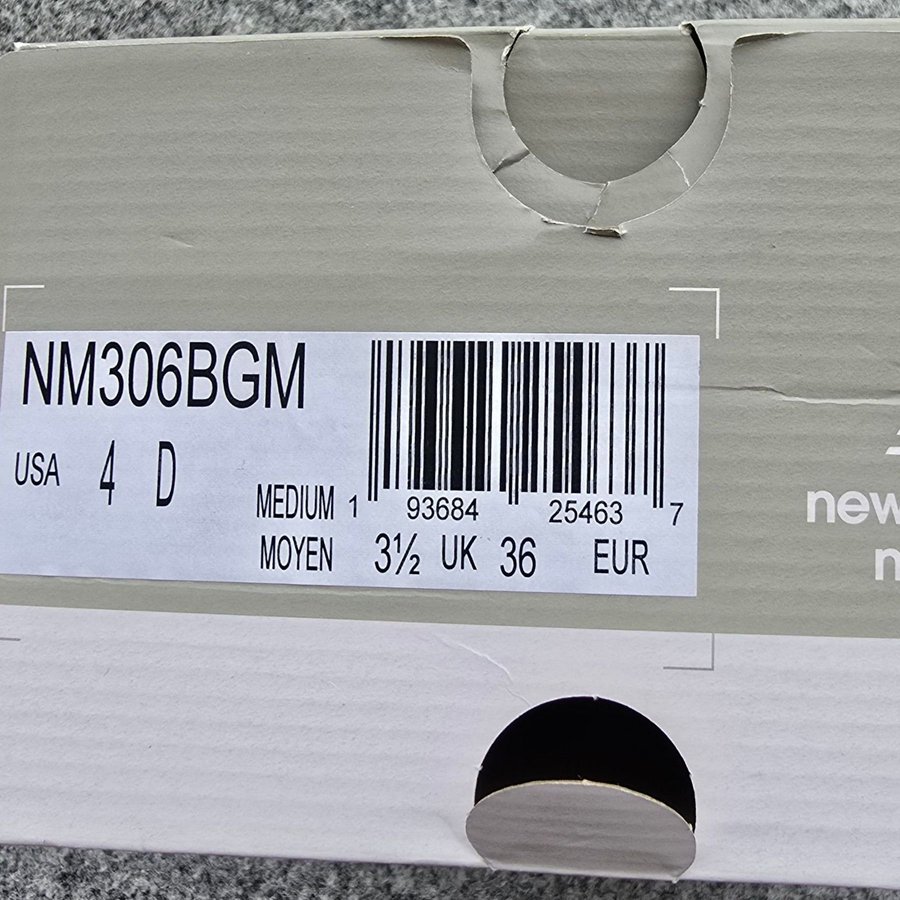 NM306BGM
USA 4 D
MEDIUM 1 93684 25463 7
MOYEN 3½ UK 36 EUR
new